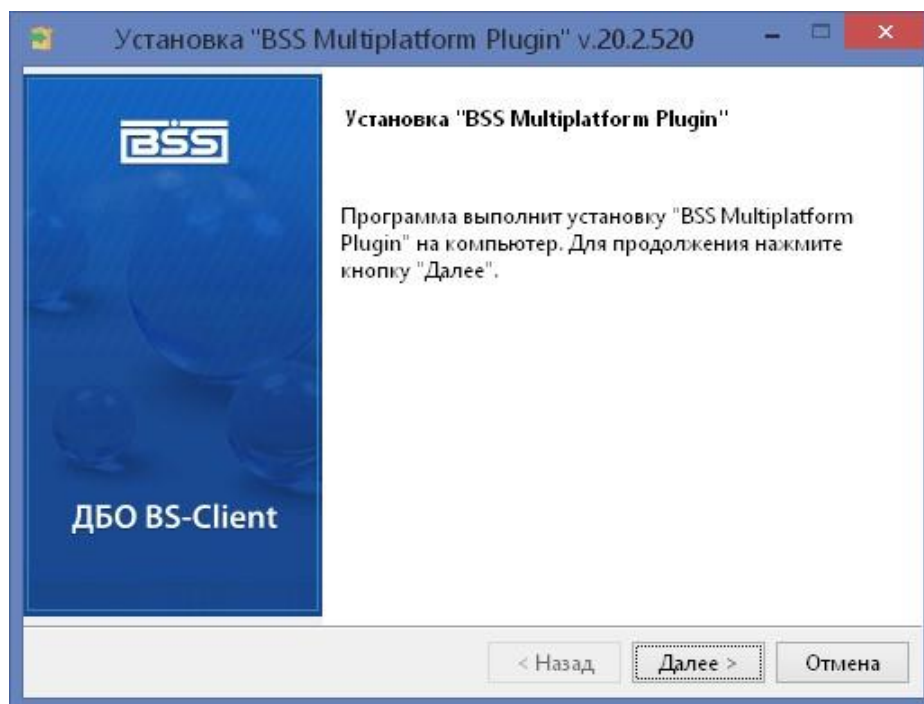 Установка "BSS Multiplatform Plugin" v.20.2.520
BSS
Установка "BSS Multiplatform Plugin"
Программа выполнит установку "BSS Multiplatform
Plugin" на компьютер. Для продолжения нажмите
кнопку "Далее".
ДБО BS-Client
< Назад
Далее >
Отмена